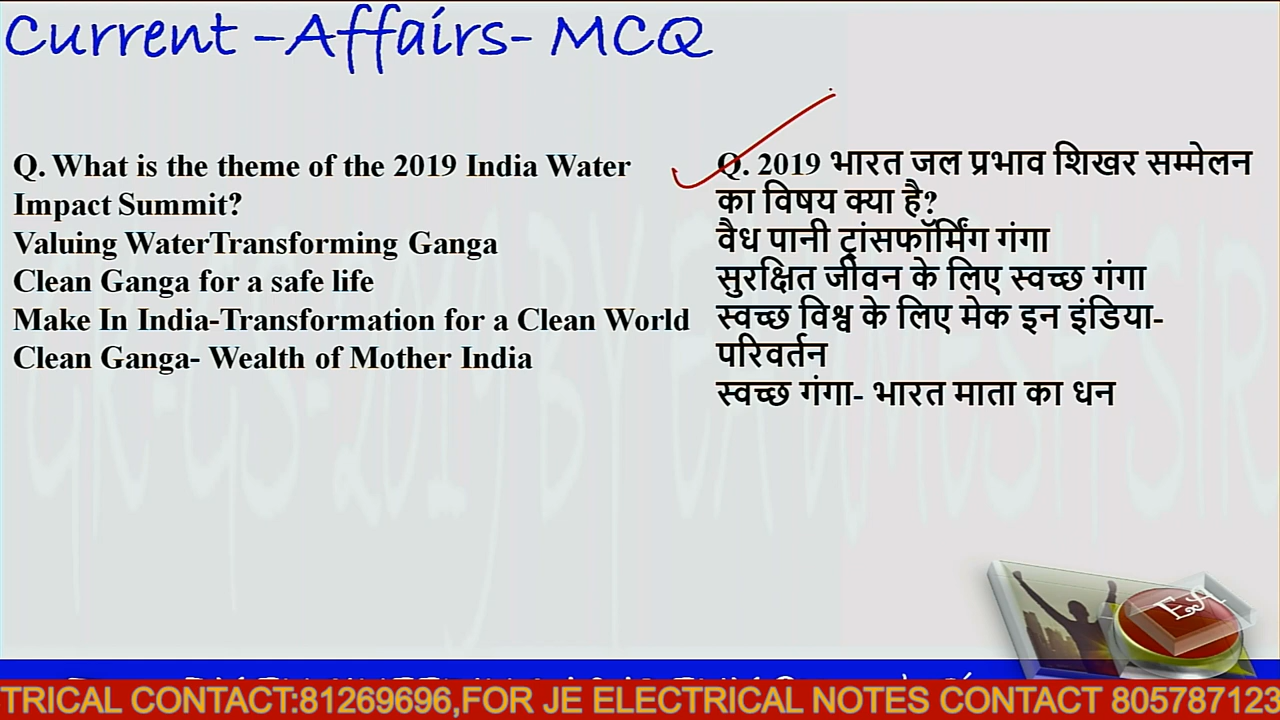 Current –Affairs- MCQ
Q. What is the theme of the 2019 India Water
Impact Summit?
Valuing WaterTransforming Ganga
Clean Ganga for a safe life
Make In India-Transformation for a Clean World
Clean Ganga- Wealth of Mother India
Q. 2019 भारत जल प्रभाव शिखर सम्मेलन
का विषय क्या है?
वैध पानी ट्रांसफॉर्मिंग गंगा
सुरक्षित जीवन के लिए स्वच्छ गंगा
स्वच्छ विश्व के लिए मेक इन इंडिया-
परिवर्तन
स्वच्छ गंगा- भारत माता का धन
EA
TRICAL CONTACT:81269696,FOR JE ELECTRICAL NOTES CONTACT 805787123